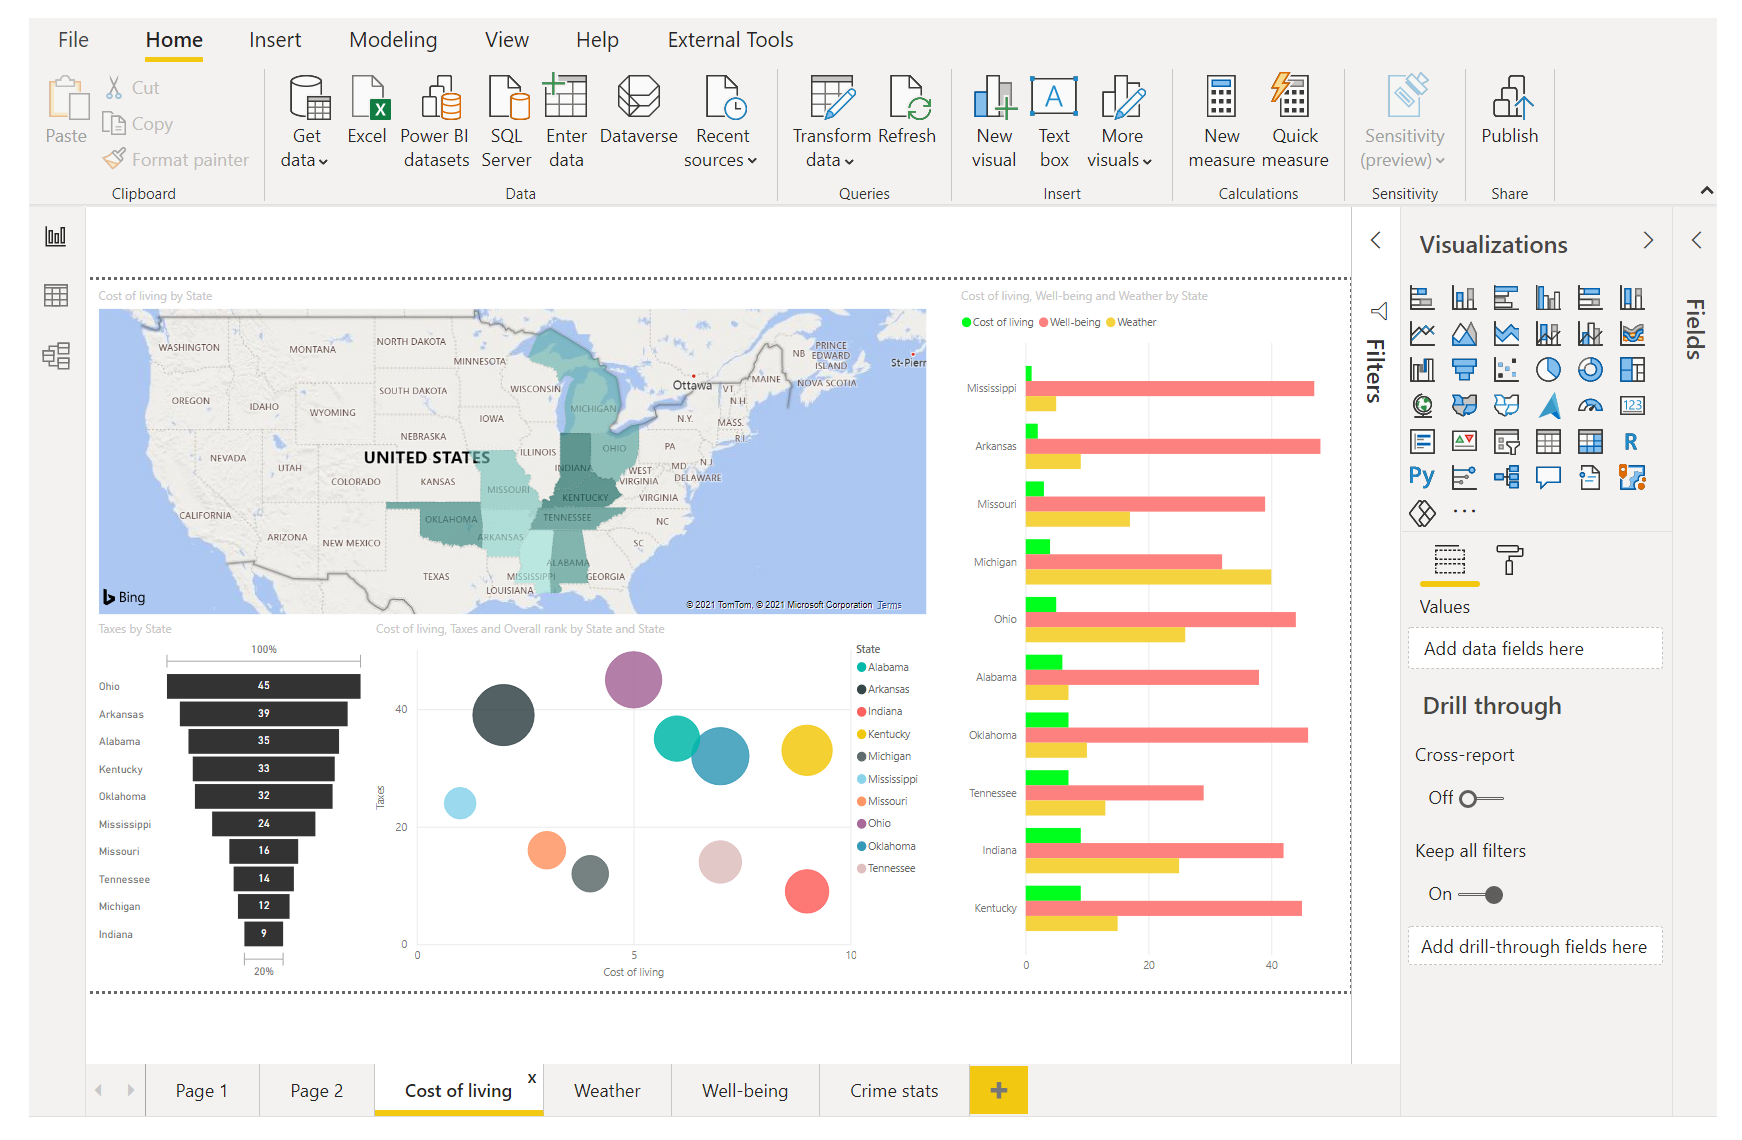 File Home Insert Modeling View Help External Tools
Paste
Cut
Copy
Format painter
Clipboard
Get data
Excel
Power BI datasets
SQL Server
Enter data
Dataverse
Recent sources
Data
Transform data
Refresh
Queries
New visual
Text box
More visuals
Insert
New measure
Quick measure
Calculations
Sensitivity (preview)
Sensitivity
Publish
Share
Cost of living by State
WASHINGTON
MONTANA
NORTH DAKOTA
MINNESOTA
OREGON
IDAHO
WYOMING
SOUTH DAKOTA
WISCONSIN
MICHIGAN
Ottawa
VT.
N.H.
MAINE
NB
PRINCE EDWARD ISLAND
NOVA SCOTIA
St-Pierr
NEBRASKA
IOWA
N.Y.
MASS.
R.I.
NEVADA
UTAH
COLORADO
UNITED STATES
KANSAS
MISSOURI
ILLINOIS
INDIANA
OHIO
PA
NJ
MD
DELAWARE
WEST VIRGINIA
VIRGINIA
KENTUCKY
CALIFORNIA
ARIZONA
NEW MEXICO
OKLAHOMA
ARKANSAS
TENNESSEE
NC
SC
TEXAS
LOUISIANA
MISSISSIPPI
ALABAMA
GEORGIA
Bing
© 2021 TomTom, © 2021 Microsoft Corporation Terms
Taxes by State
100%
Ohio 45
Arkansas 39
Alabama 35
Kentucky 33
Oklahoma 32
Mississippi 24
Missouri 16
Tennessee 14
Michigan 12
Indiana 9
20%
Cost of living, Taxes and Overall rank by State and State
Taxes
40
20
0
0 5 10
Cost of living
State
Alabama
Arkansas
Indiana
Kentucky
Michigan
Mississippi
Missouri
Ohio
Oklahoma
Tennessee
Cost of living, Well-being and Weather by State
Cost of living Well-being Weather
Mississippi
Arkansas
Missouri
Michigan
Ohio
Alabama
Oklahoma
Tennessee
Indiana
Kentucky
0 20 40
Filters
Visualizations
123
R
Py
...
Values
Add data fields here
Drill through
Cross-report
Off
Keep all filters
On
Add drill-through fields here
Fields
Page 1 Page 2 Cost of living x Weather Well-being Crime stats +